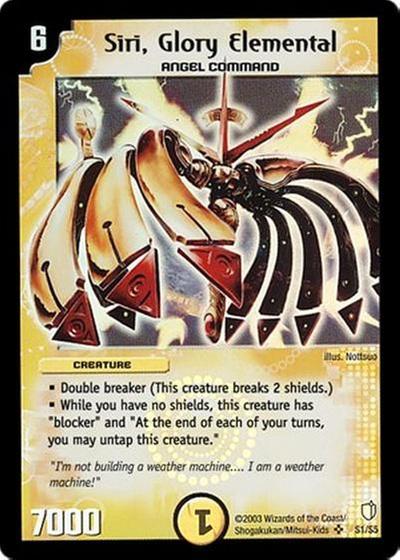 6
Siri, Glory Elemental
ANGEL COMMAND
illus. Nottsuo
CREATURE
▪ Double breaker (This creature breaks 2 shields.)
▪ While you have no shields, this creature has
"blocker" and "At the end of each of your turns,
you may untap this creature."
"I'm not building a weather machine.... I am a weather
machine!"
7000
1
©2003 Wizards of the Coast/
Shogakukan/Mitsui-Kids
S1/S5